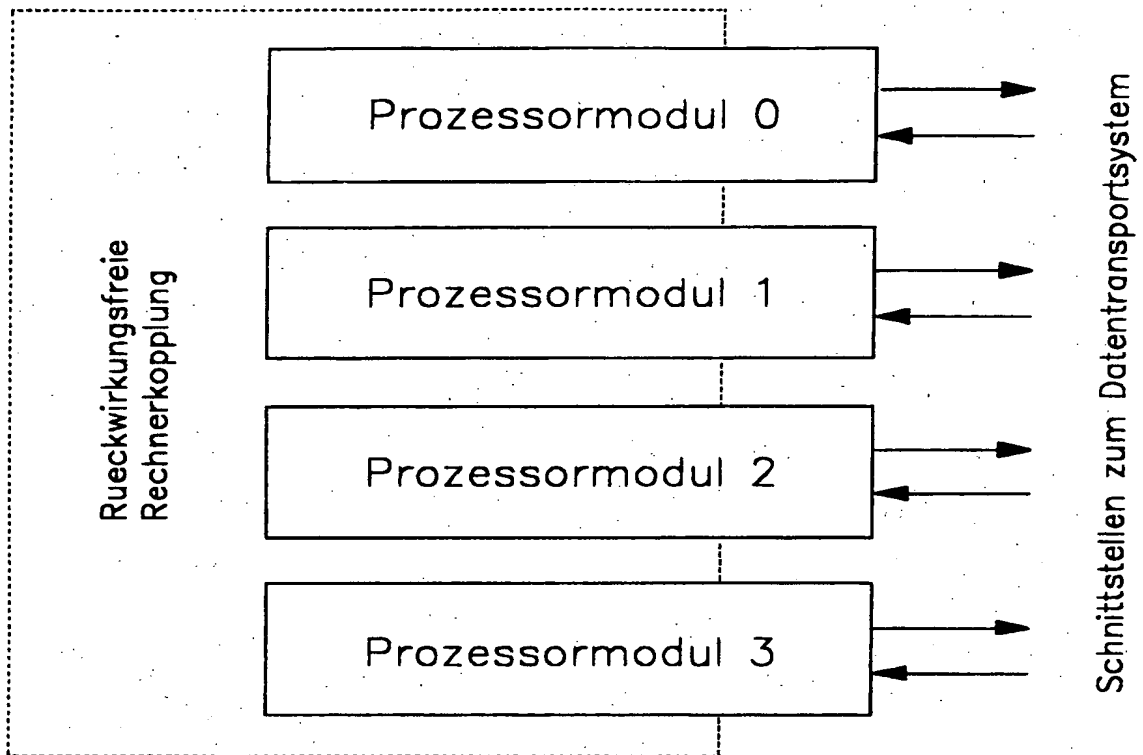 Prozessormodul 0
Prozessormodul 1
Prozessormodul 2
Prozessormodul 3
Rueckwirkungsfreie
Rechnerkopplung
Schnittstellen zum Datentransportsystem